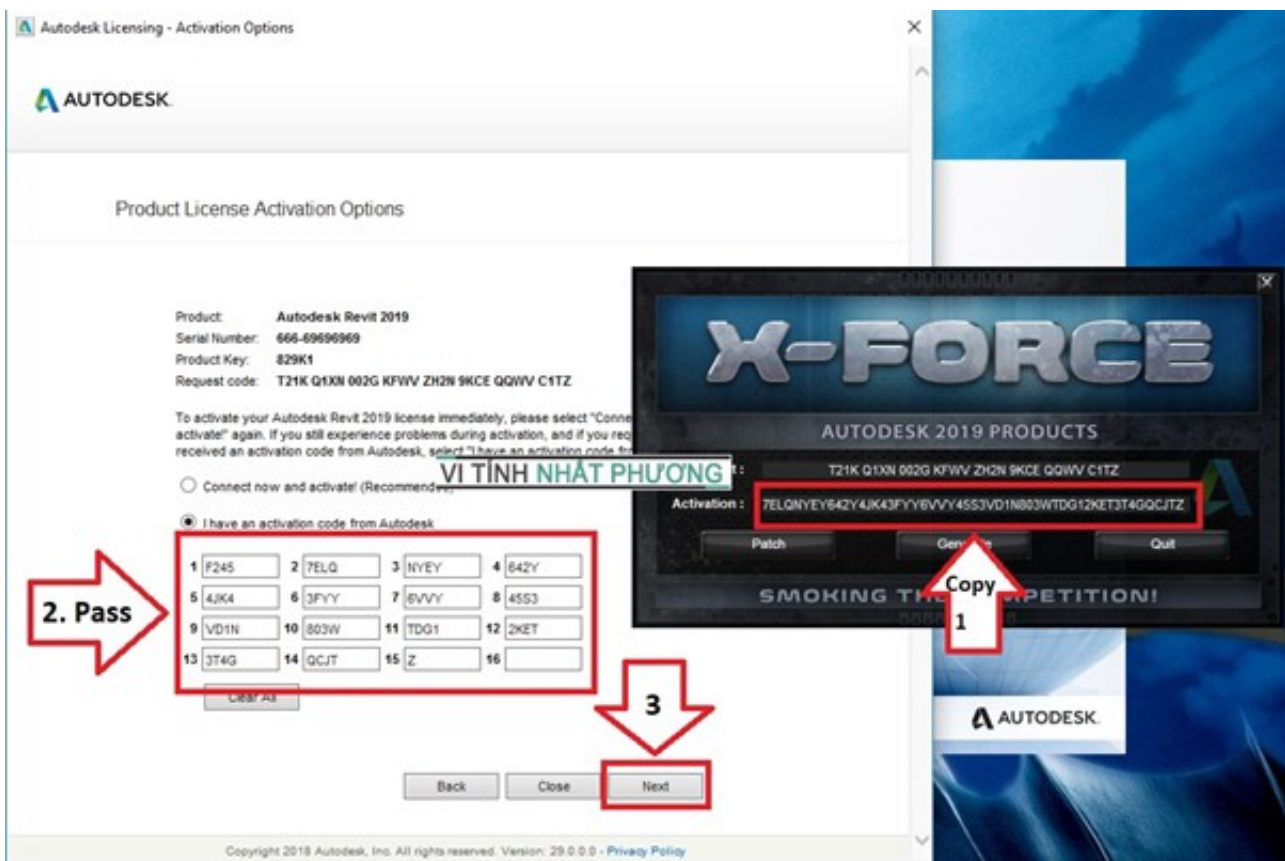 Autodesk Licensing - Activation Options
AUTODESK.
Product License Activation Options
Product: Autodesk Revit 2019
Serial Number: 666-69696969
Product Key: 829K1
Request code: T21K Q1XN 002G KFWV ZH2N 9KCE QQWV C1TZ
To activate your Autodesk Revit 2019 license immediately, please select "Conne
activate!" again. If you still experience problems during activation, and if you req
received an activation code from Autodesk, select "I have an activation code fr
VI TÍNH NHẬT PHƯƠNG
Connect now and activate! (Recommend
I have an activation code from Autodesk
1 F245 2 7ELQ 3 NYEY 4 642Y
5 4JK4 6 3FYY 7 6VVY 8 45S3
9 VD1N 10 803W 11 TDG1 12 2KET
13 3T4G 14 QCJT 15 Z 16
Clear All
2. Pass
3
Back Close Next
Copyright 2018 Autodesk, Inc. All rights reserved. Version: 29.0.0.0 - Privacy Policy
X-FORCE
AUTODESK 2019 PRODUCTS
T21K Q1XN 002G KFWV ZH2N 9KCE QQWV C1TZ
Activation : 7ELQNYEY642Y4JK43FYY6VVY45S3VD1N803WTDG12KET3T4GQCJTZ
Patch Quit
Copy
1
AUTODESK.